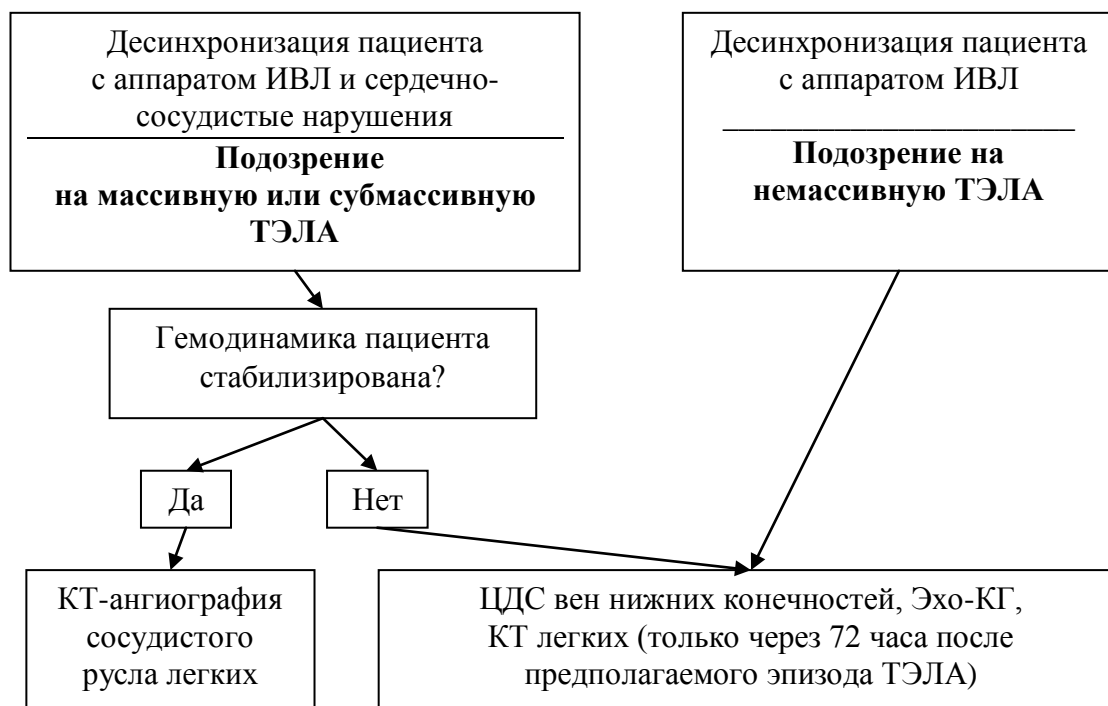 Десинхронизация пациента
с аппаратом ИВЛ и сердечно-
сосудистые нарушения
Подозрение
на массивную или субмассивную
ТЭЛА
Десинхронизация пациента
с аппаратом ИВЛ
Подозрение на
немассивную ТЭЛА
Гемодинамика пациента
стабилизирована?
Да
Нет
КТ-ангиография
сосудистого
русла легких
ЦДС вен нижних конечностей, Эхо-КГ,
КТ легких (только через 72 часа после
предполагаемого эпизода ТЭЛА)